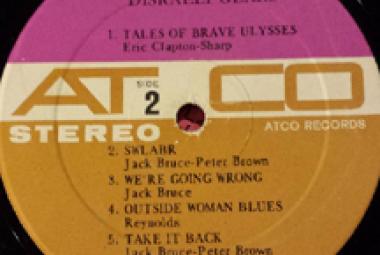 DISRAELI GEARS
1. TALES OF BRAVE ULYSSES
Eric Clapton-Sharp
ATCO
SIDE
2
STEREO
ATCO RECORDS
2. SWLABR
Jack Bruce-Peter Brown
3. WE'RE GOING WRONG
Jack Bruce
4. OUTSIDE WOMAN BLUES
Reynolds
5. TAKE IT BACK
Jack Bruce-Peter Brown